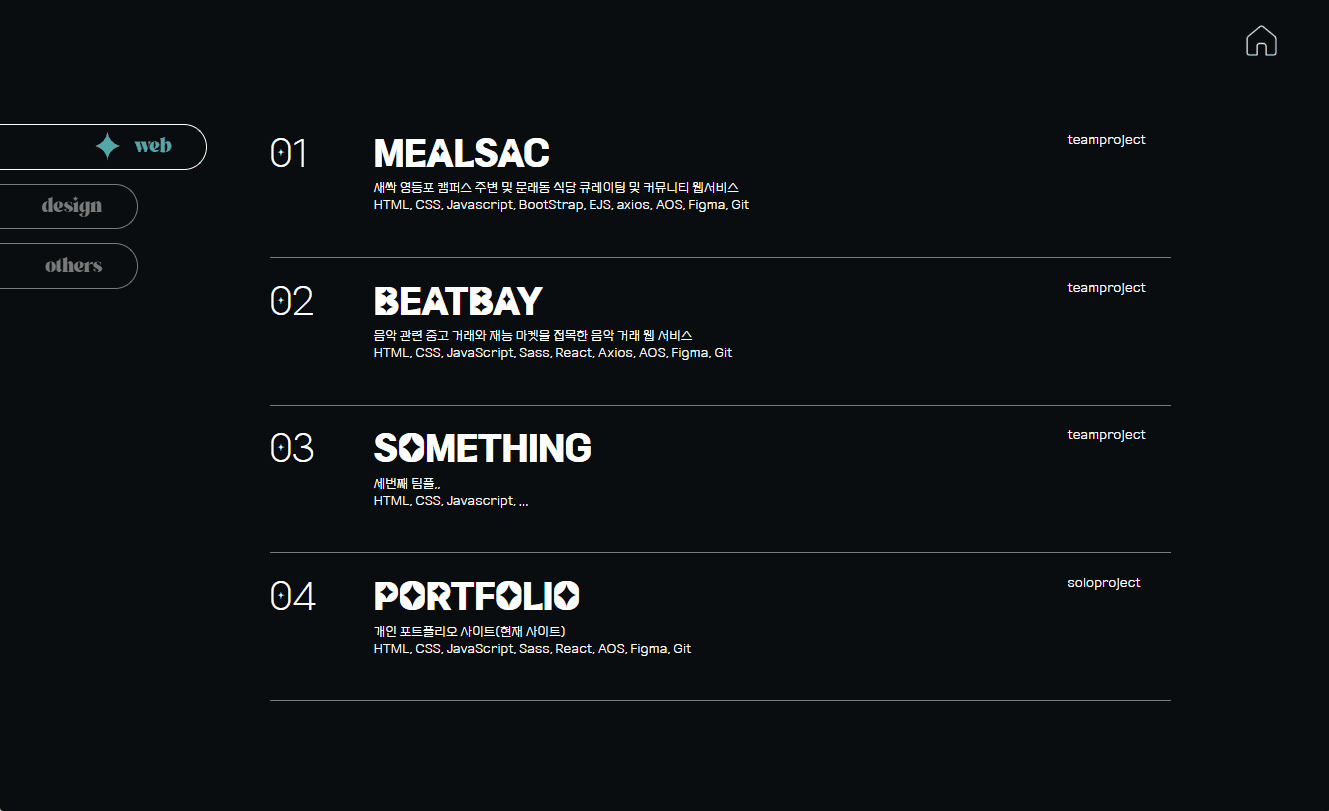 web
design
others
01
MEALSAC
teamproject
새싹 영등포 캠퍼스 주변 및 문래동 식당 큐레이팅 및 커뮤니티 웹서비스
HTML, CSS, Javascript, BootStrap, EJS, axios, AOS, Figma, Git
02
BEATBAY
teamproject
음악 관련 중고 거래와 재능 마켓을 접목한 음악 거래 웹 서비스
HTML, CSS, JavaScript, Sass, React, Axios, AOS, Figma, Git
03
SOMETHING
teamproject
세번째 팀플,,
HTML, CSS, Javascript, ...
04
PORTFOLIO
soloproject
개인 포트폴리오 사이트(현재 사이트)
HTML, CSS, JavaScript, Sass, React, AOS, Figma, Git